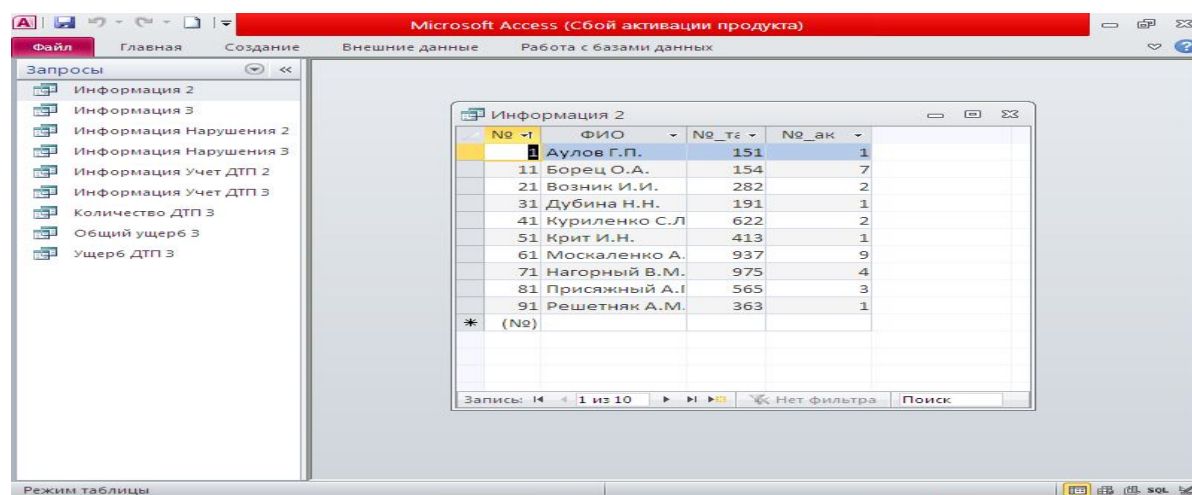 Microsoft Access (Сбой активации продукта)
Файл Главная Создание Внешние данные Работа с базами данных
Запросы
Информация 2
Информация 3
Информация Нарушения 2
Информация Нарушения 3
Информация Учет ДТП 2
Информация Учет ДТП 3
Количество ДТП 3
Общий ущерб 3
Ущерб ДТП 3
Информация 2
№ ФИО №_та №_ак
1 Аулов Г.П. 151 1
11 Борец О.А. 154 7
21 Возник И.И. 282 2
31 Дубина Н.Н. 191 1
41 Куриленко С.Л 622 2
51 Крит И.Н. 413 1
61 Москаленко А. 937 9
71 Нагорный В.М. 975 4
81 Присяжный А.Г 565 3
91 Решетняк А.М. 363 1
(№)
Запись: 1 из 10 Нет фильтра Поиск
Режим таблицы SQL